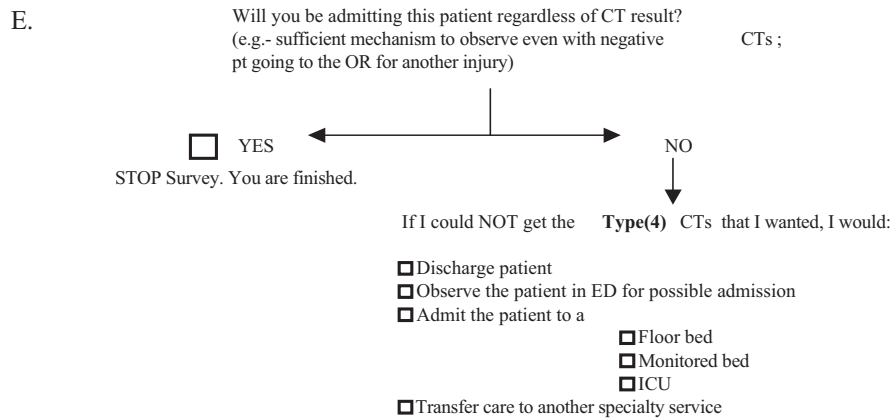 E.
Will you be admitting this patient regardless of CT result?
(e.g.- sufficient mechanism to observe even with negative CTs ;
pt going to the OR for another injury)
YES
NO
STOP Survey. You are finished.
If I could NOT get the Type(4) CTs that I wanted, I would:
Discharge patient
Observe the patient in ED for possible admission
Admit the patient to a
Floor bed
Monitored bed
ICU
Transfer care to another specialty service